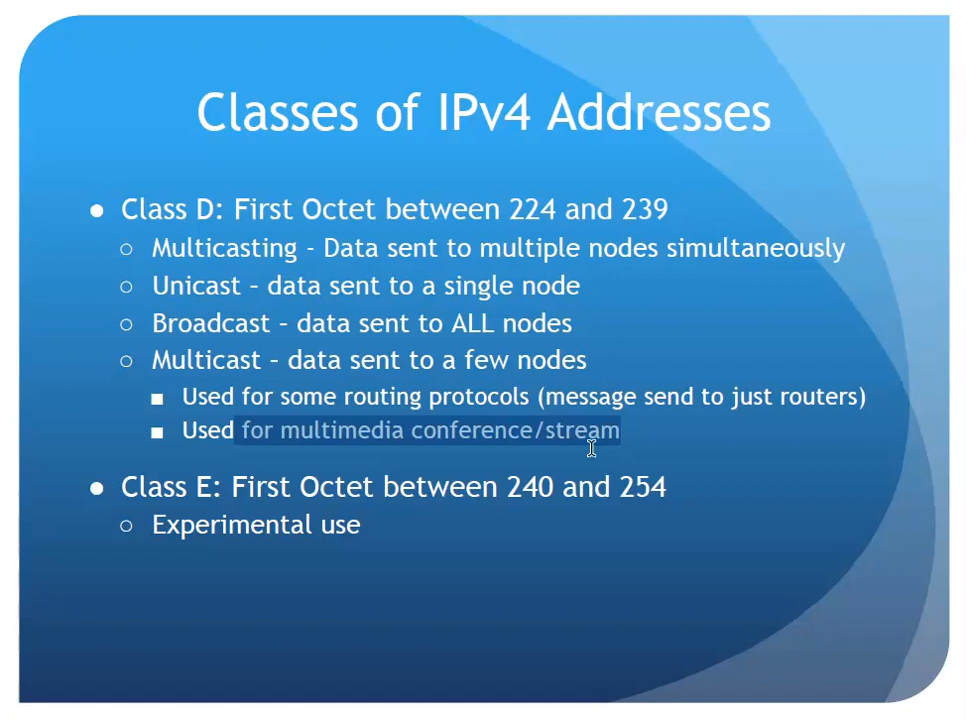 Classes of IPv4 Addresses
● Class D: First Octet between 224 and 239
○ Multicasting - Data sent to multiple nodes simultaneously
○ Unicast – data sent to a single node
○ Broadcast – data sent to ALL nodes
○ Multicast – data sent to a few nodes
■ Used for some routing protocols (message send to just routers)
■ Used for multimedia conference/stream
● Class E: First Octet between 240 and 254
○ Experimental use